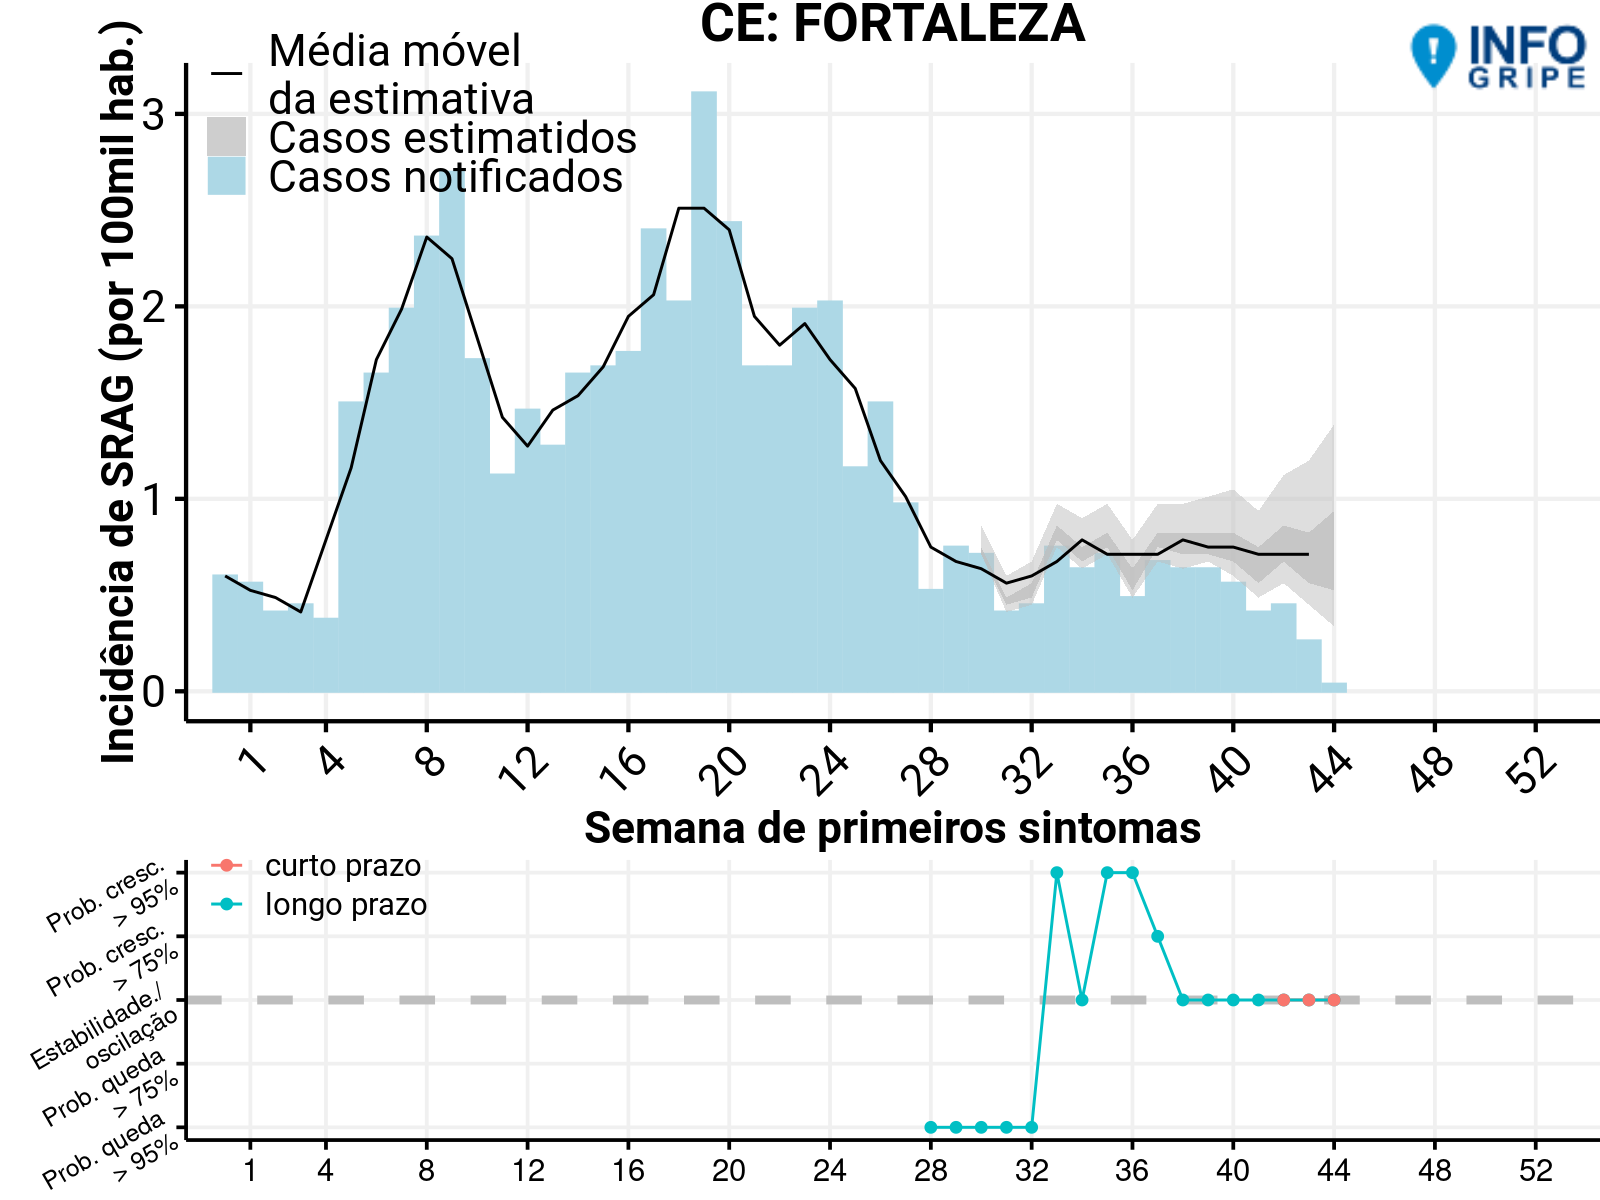 CE: FORTALEZA
INFO
GRIPE
Média móvel
da estimativa
Casos estimatidos
Casos notificados
Incidência de SRAG (por 100mil hab.)
3
2
1
0
1 4 8 12 16 20 24 28 32 36 40 44 48 52
Semana de primeiros sintomas
curto prazo
longo prazo
Prob. cresc.
> 95%
Prob. cresc.
> 75%
Estabilidade./
oscilação
Prob. queda
> 75%
Prob. queda
> 95%
1 4 8 12 16 20 24 28 32 36 40 44 48 52